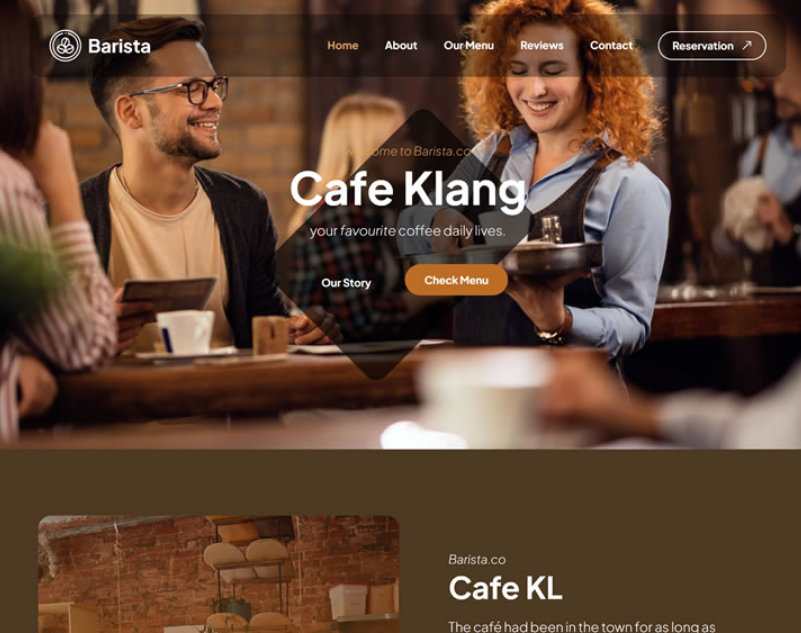 Barista
Home About Our Menu Reviews Contact Reservation
ome to Barista.co
Cafe Klang
your favourite coffee daily lives.
Our Story Check Menu
Barista.co
Cafe KL
The café had been in the town for as long as